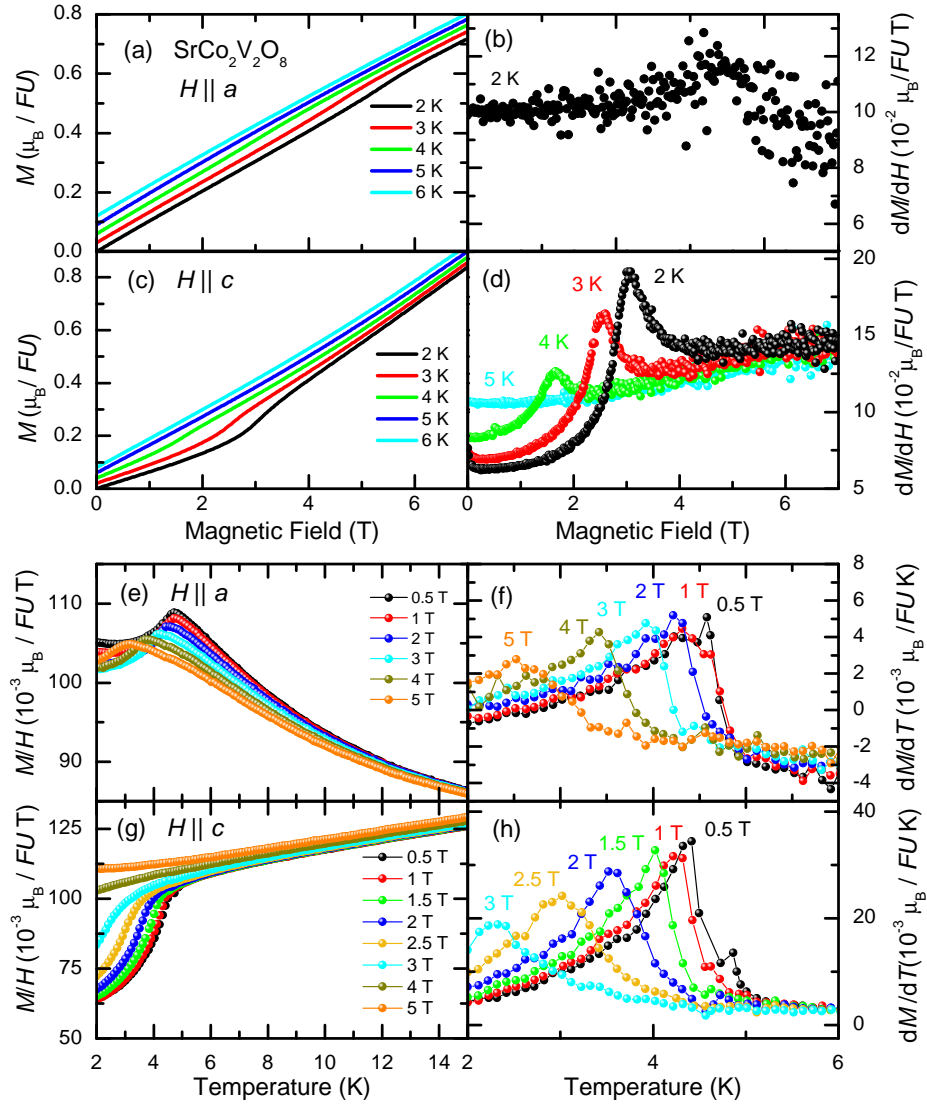 (a) SrCo2V2O8
H || a
2 K
3 K
4 K
5 K
6 K
M (μB / FU)
0.8
0.6
0.4
0.2
0.0
(b)
2 K
12
10
8
6
dM/dH (10-2 μB/FU T)
(c) H || c
2 K
3 K
4 K
5 K
6 K
M (μB/ FU)
0.8
0.6
0.4
0.2
0.0
0 2 4 6
Magnetic Field (T)
(d)
2 K
3 K
4 K
5 K
20
15
10
5
dM/dH (10-2 μB/FU T)
0 2 4 6
Magnetic Field (T)
(e) H || a
0.5 T
1 T
2 T
3 T
4 T
5 T
M/H (10-3 μB / FU T)
110
100
90
(f)
5 T 4 T 3 T 2 T 1 T 0.5 T
8
6
4
2
0
-2
-4
dM/dT (10-3 μB/FU K)
(g) H || c
0.5 T
1 T
1.5 T
2 T
2.5 T
3 T
4 T
5 T
M/H (10-3 μB / FU T)
125
100
75
50
2 4 6 8 10 12 14
Temperature (K)
(h)
3 T 2.5 T 2 T 1.5 T 1 T 0.5 T
40
20
0
dM/dT(10-3 μB/FU K)
4 6
Temperature (K)